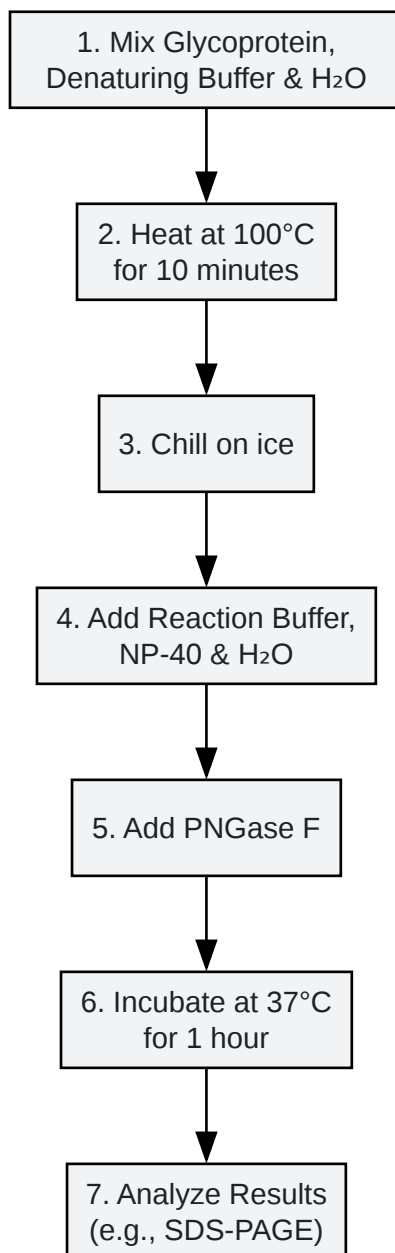 1. Mix Glycoprotein,
Denaturing Buffer & H₂O
2. Heat at 100°C
for 10 minutes
3. Chill on ice
4. Add Reaction Buffer,
NP-40 & H₂O
5. Add PNGase F
6. Incubate at 37°C
for 1 hour
7. Analyze Results
(e.g., SDS-PAGE)